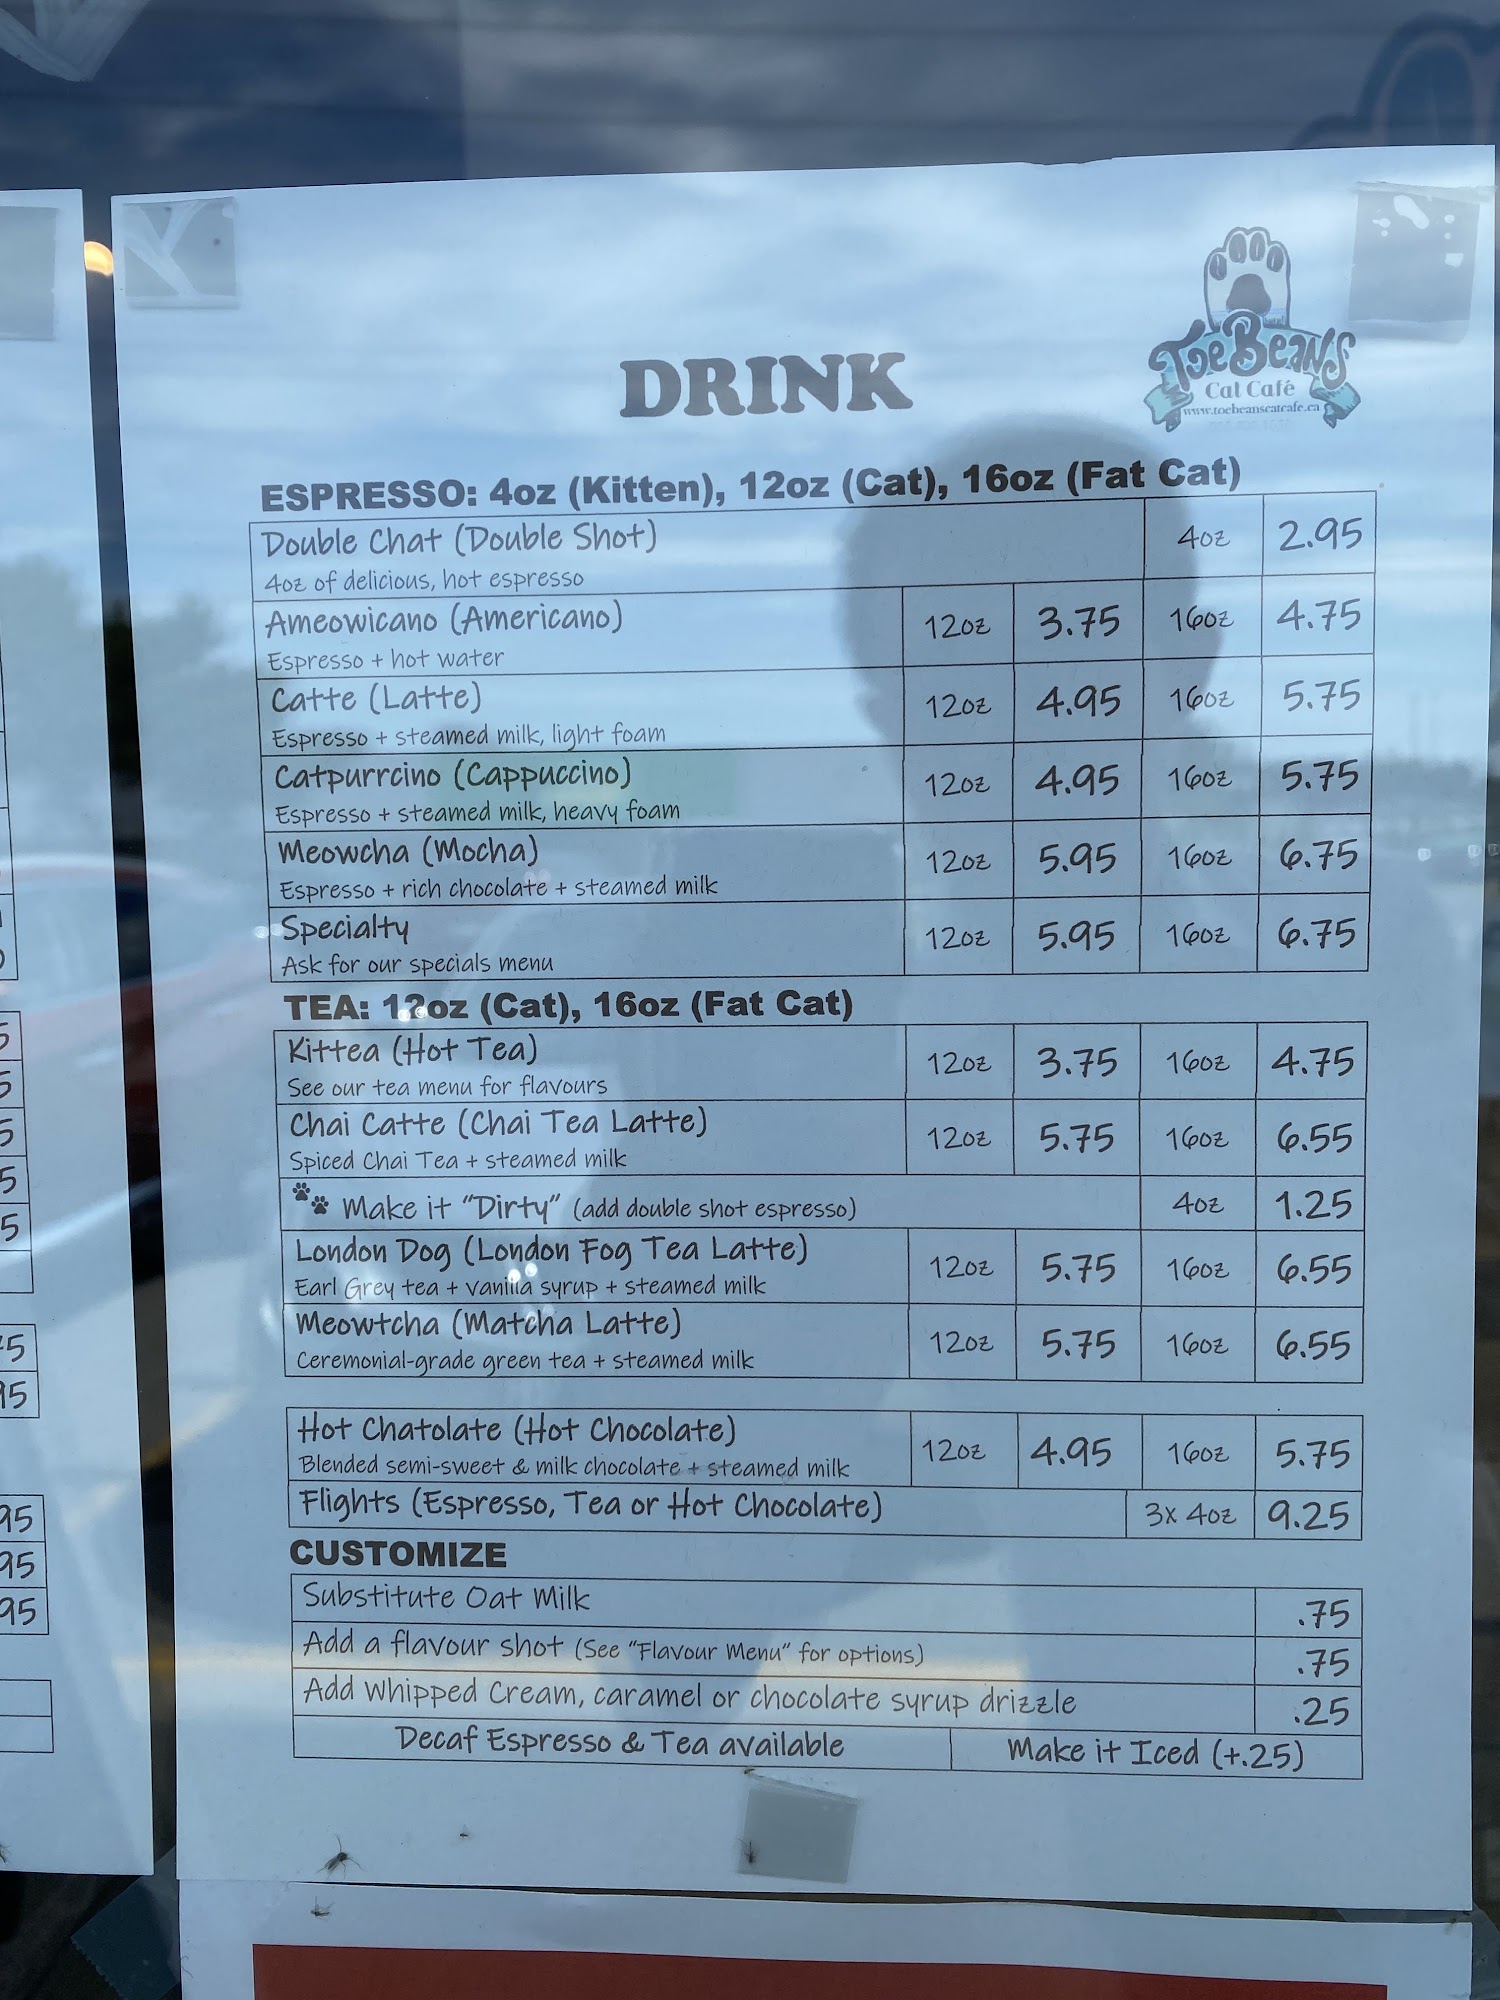 ToeBeans
Cat Café
www.toebeanscatcafe.ca
DRINK
ESPRESSO: 4oz (Kitten), 12oz (Cat), 16oz (Fat Cat)
Double Chat (Double Shot) 4oz 2.95
4oz of delicious, hot espresso
Ameowicano (Americano) 12oz 3.75 16oz 4.75
Espresso + hot water
Catte (Latte) 12oz 4.95 16oz 5.75
Espresso + steamed milk, light foam
Catpurrcino (Cappuccino) 12oz 4.95 16oz 5.75
Espresso + steamed milk, heavy foam
Meowcha (Mocha) 12oz 5.95 16oz 6.75
Espresso + rich chocolate + steamed milk
Specialty 12oz 5.95 16oz 6.75
Ask for our specials menu
TEA: 12oz (Cat), 16oz (Fat Cat)
Kittea (Hot Tea) 12oz 3.75 16oz 4.75
See our tea menu for flavours
Chai Catte (Chai Tea Latte) 12oz 5.75 16oz 6.55
Spiced Chai Tea + steamed milk
Make it "Dirty" (add double shot espresso) 4oz 1.25
London Dog (London Fog Tea Latte) 12oz 5.75 16oz 6.55
Earl Grey tea + vanilla syrup + steamed milk
Meowtcha (Matcha Latte) 12oz 5.75 16oz 6.55
Ceremonial-grade green tea + steamed milk
Hot Chatolate (Hot Chocolate) 12oz 4.95 16oz 5.75
Blended semi-sweet & milk chocolate + steamed milk
Flights (Espresso, Tea or Hot Chocolate) 3x 4oz 9.25
CUSTOMIZE
Substitute Oat Milk .75
Add a flavour shot (See "Flavour Menu" for options) .75
Add Whipped Cream, caramel or chocolate syrup drizzle .25
Decaf Espresso & Tea available Make it Iced (+.25)